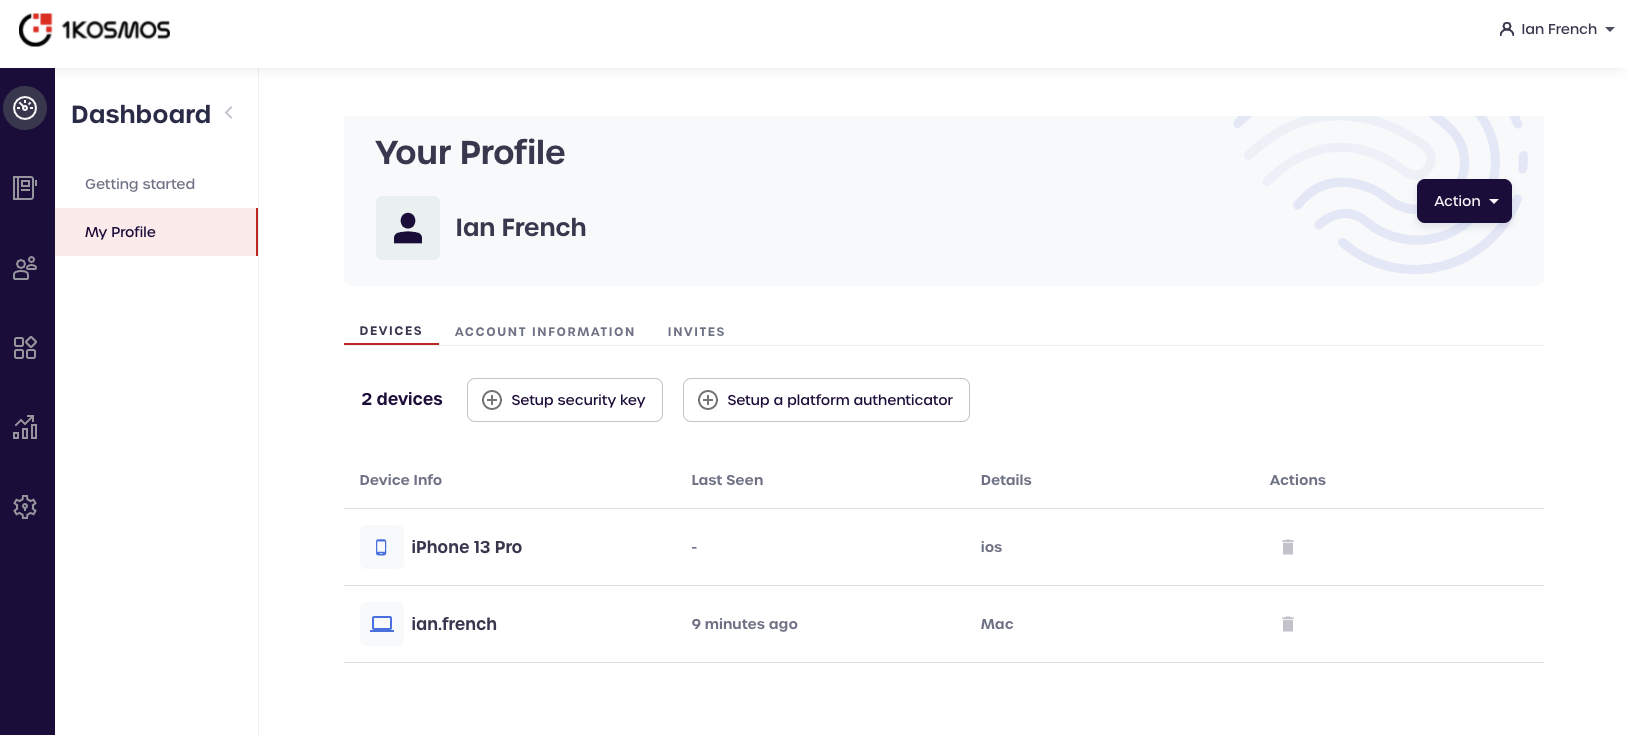 1KOSMOS
Ian French
Dashboard
Getting started
My Profile
Your Profile
Ian French
Action
DEVICES ACCOUNT INFORMATION INVITES
2 devices Setup security key Setup a platform authenticator
Device Info Last Seen Details Actions
iPhone 13 Pro - ios
ian.french 9 minutes ago Mac